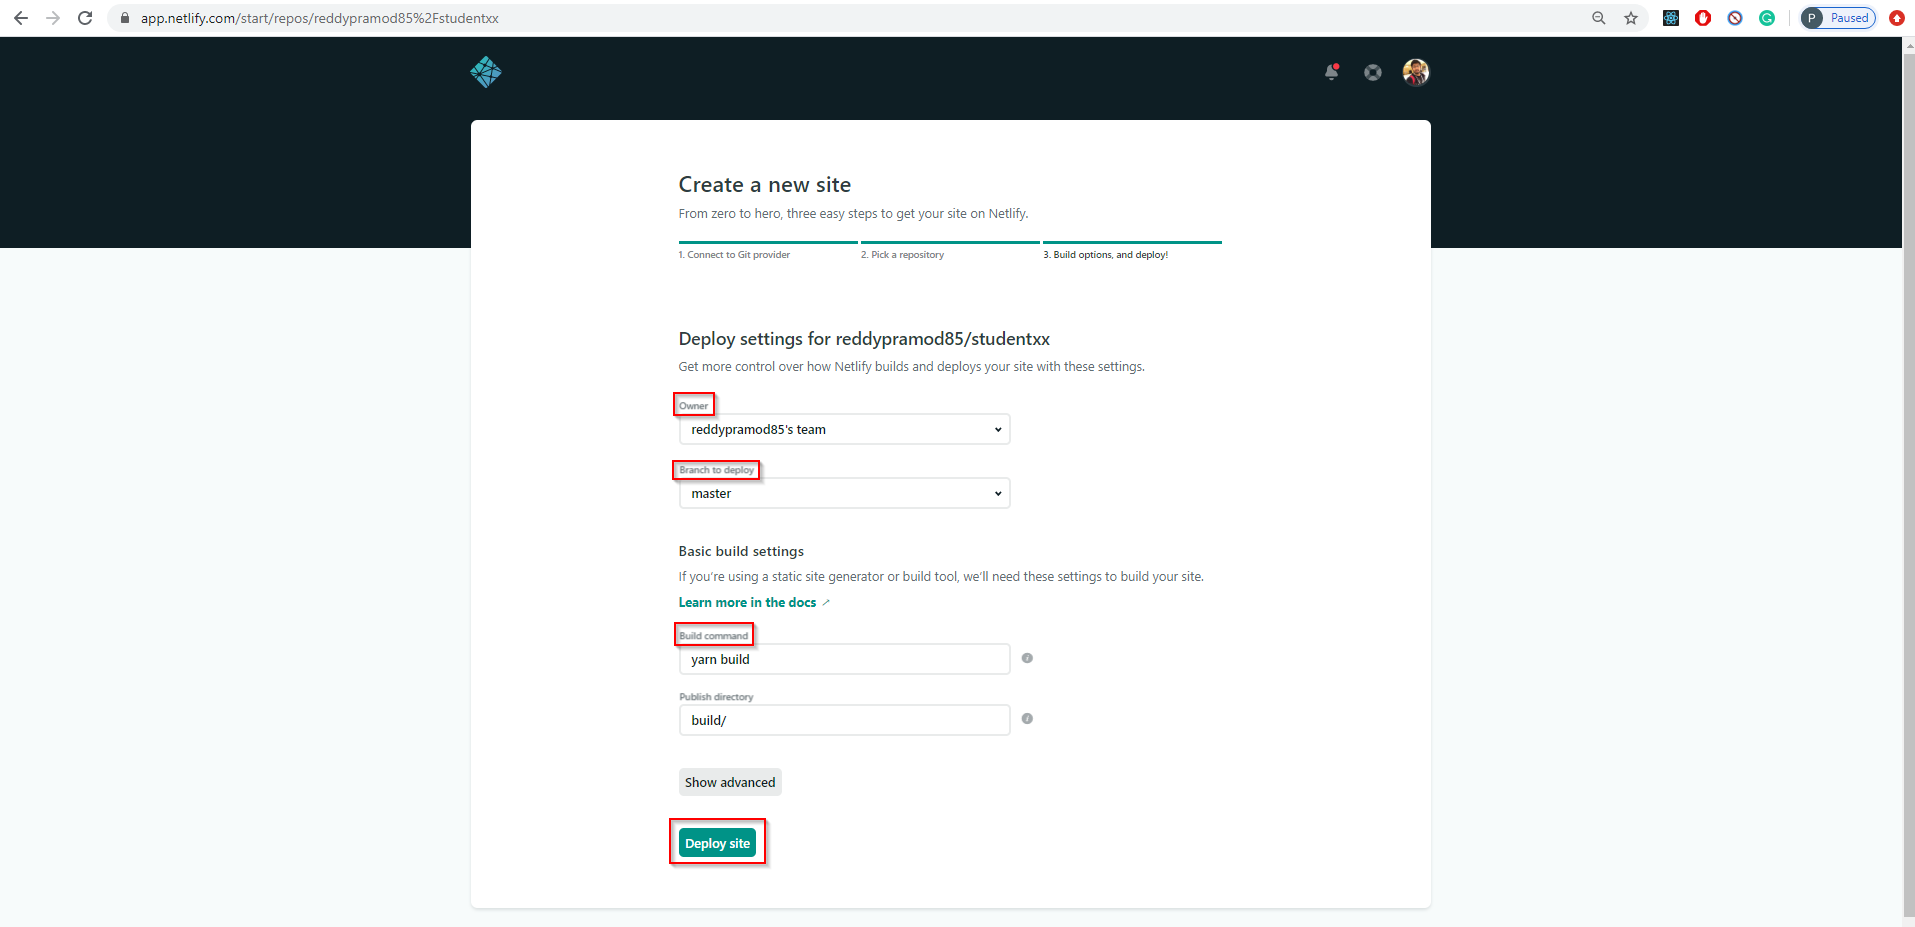 app.netlify.com/start/repos/reddypramod85%2Fstudentxx
P Paused
Create a new site
From zero to hero, three easy steps to get your site on Netlify.
1. Connect to Git provider 2. Pick a repository 3. Build options, and deploy!
Deploy settings for reddypramod85/studentxx
Get more control over how Netlify builds and deploys your site with these settings.
Owner
reddypramod85's team
Branch to deploy
master
Basic build settings
If you’re using a static site generator or build tool, we’ll need these settings to build your site.
Learn more in the docs
Build command
yarn build
Publish directory
build/
Show advanced
Deploy site